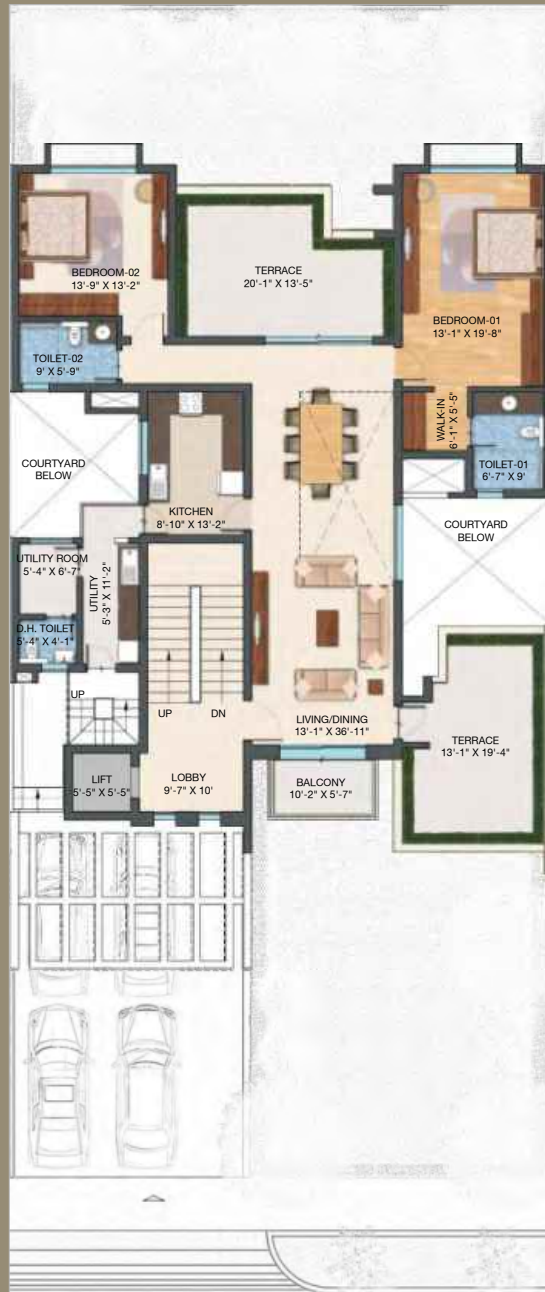 BEDROOM-02
13'-9" X 13'-2"
TERRACE
20'-1" X 13'-5"
BEDROOM-01
13'-1" X 19'-8"
TOILET-02
9' X 5'-9"
WALK-IN
6'-1" X 5'-5"
TOILET-01
6'-7" X 9'
COURTYARD
BELOW
KITCHEN
8'-10" X 13'-2"
COURTYARD
BELOW
UTILITY ROOM
5'-4" X 6'-7"
UTILITY
5'-3" X 11'-2"
D.H. TOILET
5'-4" X 4'-1"
UP
UP
DN
LIVING/DINING
13'-1" X 36'-11"
TERRACE
13'-1" X 19'-4"
LIFT
5'-5" X 5'-5"
LOBBY
9'-7" X 10'
BALCONY
10'-2" X 5'-7"